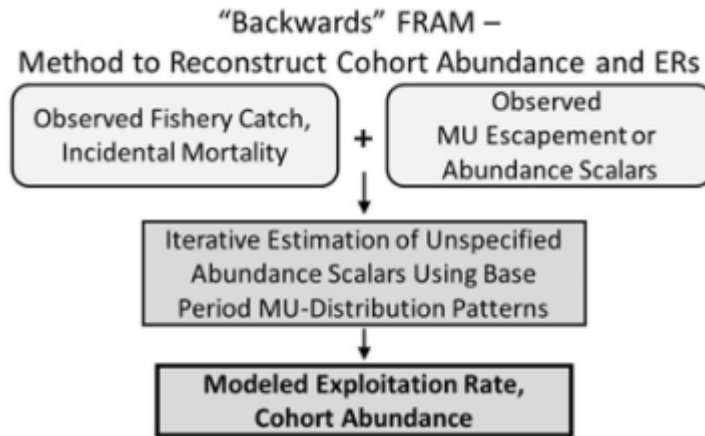 “Backwards” FRAM –
Method to Reconstruct Cohort Abundance and ERs
Observed Fishery Catch,
Incidental Mortality
+
Observed
MU Escapement or
Abundance Scalars
Iterative Estimation of Unspecified
Abundance Scalars Using Base
Period MU-Distribution Patterns
Modeled Exploitation Rate,
Cohort Abundance